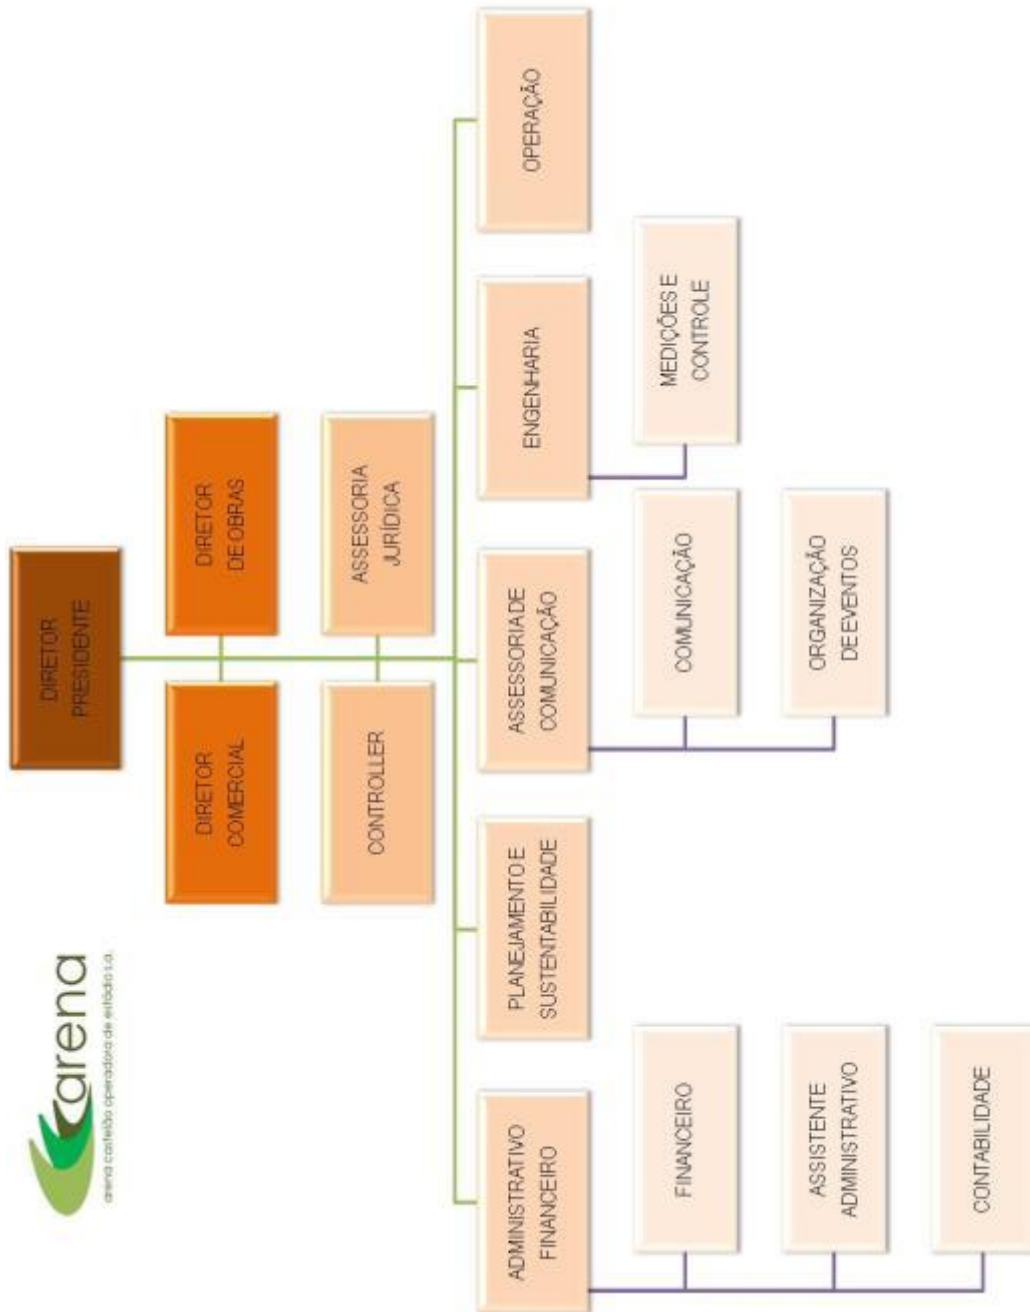 arena
arena castelão operadora de estádio s.a.
DIRETOR
PRESIDENTE
DIRETOR
COMERCIAL
DIRETOR
DE OBRAS
CONTROLLER
ASSESSORIA
JURÍDICA
ADMINISTRATIVO
FINANCEIRO
PLANEJAMENTO E
SUSTENTABILIDADE
ASSESSORIA DE
COMUNICAÇÃO
ENGENHARIA
OPERAÇÃO
FINANCEIRO
ASSISTENTE
ADMINISTRATIVO
CONTABILIDADE
COMUNICAÇÃO
ORGANIZAÇÃO
DE EVENTOS
MEDIÇÕES E
CONTROLE